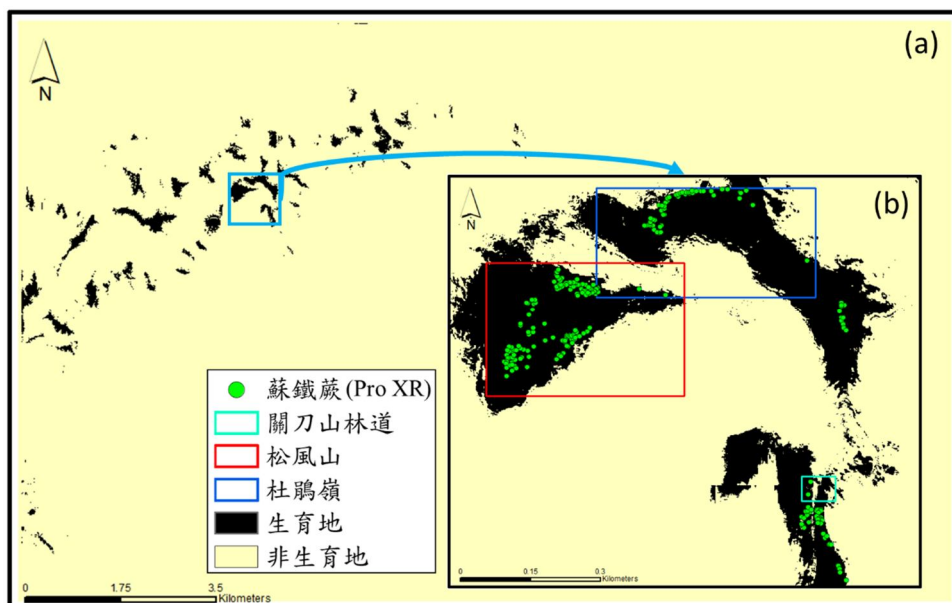 (a)
N
(b)
N
蘇鐵蕨(Pro XR)
關刀山林道
松風山
杜鵑嶺
生育地
非生育地
0 1.75 3.5
Kilometers
0 0.15 0.3
Kilometers